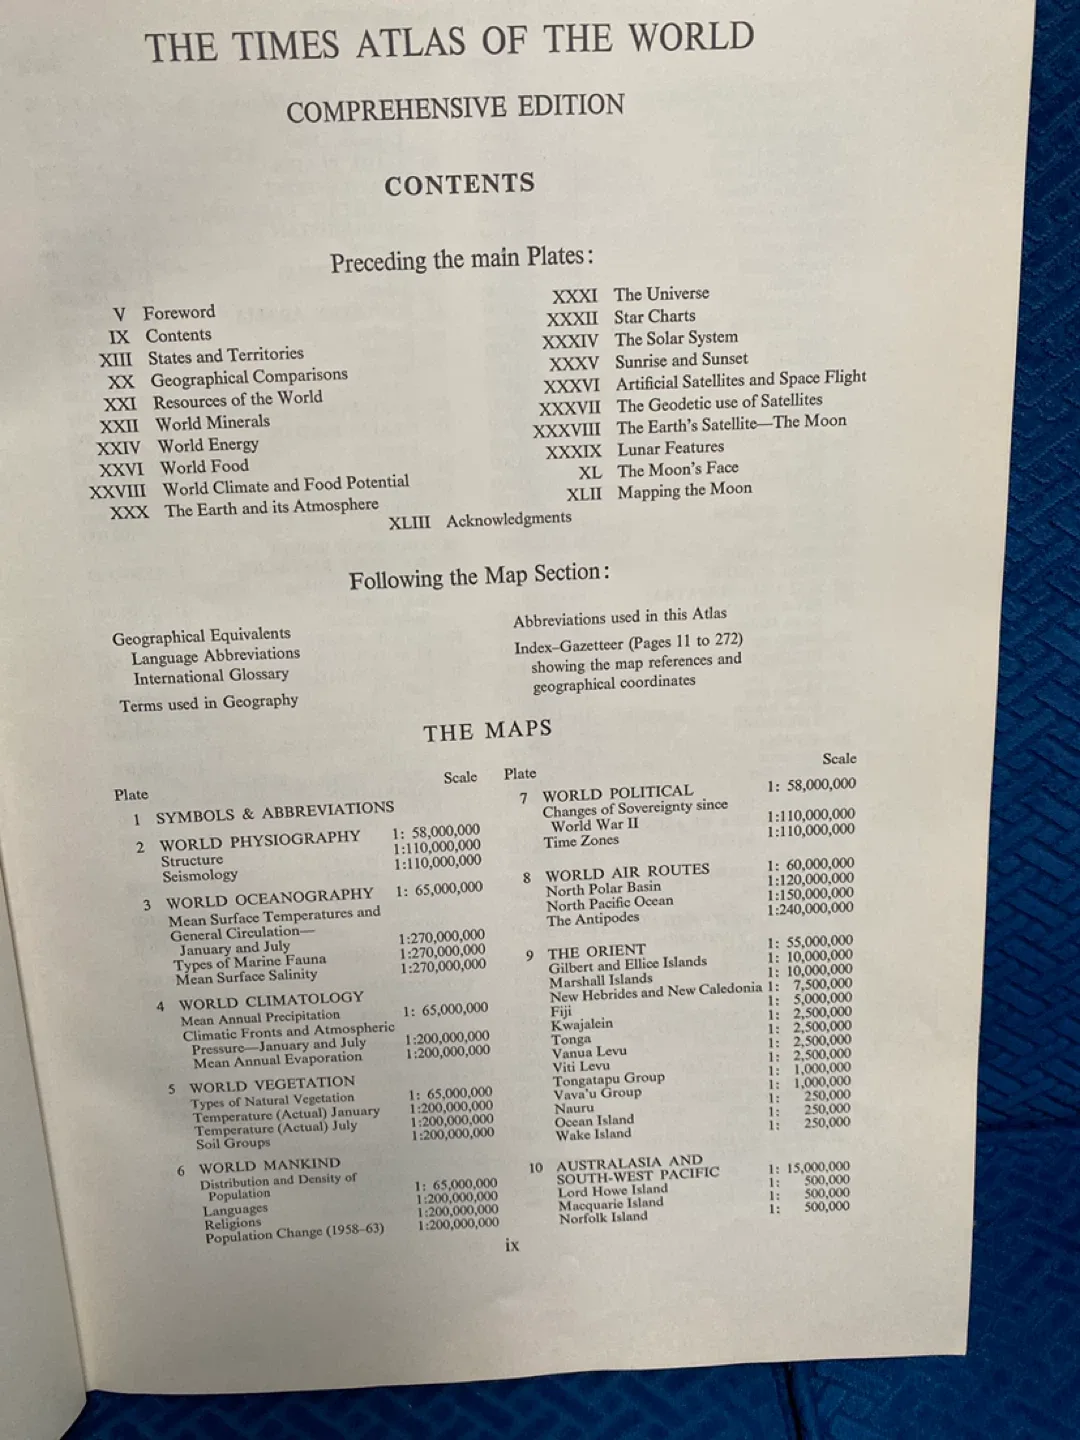 THE TIMES ATLAS OF THE WORLD
COMPREHENSIVE EDITION
CONTENTS
Preceding the main Plates:
V Foreword
IX Contents
XIII States and Territories
XX Geographical Comparisons
XXI Resources of the World
XXII World Minerals
XXIV World Energy
XXVI World Food
XXVIII World Climate and Food Potential
XXX The Earth and its Atmosphere
XXXI The Universe
XXXII Star Charts
XXXIV The Solar System
XXXV Sunrise and Sunset
XXXVI Artificial Satellites and Space Flight
XXXVII The Geodetic use of Satellites
XXXVIII The Earth's Satellite—The Moon
XXXIX Lunar Features
XL The Moon's Face
XLII Mapping the Moon
XLIII Acknowledgments
Following the Map Section:
Geographical Equivalents
Language Abbreviations
International Glossary
Terms used in Geography
Abbreviations used in this Atlas
Index–Gazetteer (Pages 11 to 272)
showing the map references and
geographical coordinates
THE MAPS
Plate Scale
1 SYMBOLS & ABBREVIATIONS
2 WORLD PHYSIOGRAPHY 1: 58,000,000
Structure 1:110,000,000
Seismology 1:110,000,000
3 WORLD OCEANOGRAPHY 1: 65,000,000
Mean Surface Temperatures and
General Circulation—
January and July 1:270,000,000
Types of Marine Fauna 1:270,000,000
Mean Surface Salinity 1:270,000,000
4 WORLD CLIMATOLOGY
Mean Annual Precipitation 1: 65,000,000
Climatic Fronts and Atmospheric
Pressure—January and July 1:200,000,000
Mean Annual Evaporation 1:200,000,000
5 WORLD VEGETATION
Types of Natural Vegetation 1: 65,000,000
Temperature (Actual) January 1:200,000,000
Temperature (Actual) July 1:200,000,000
Soil Groups 1:200,000,000
6 WORLD MANKIND
Distribution and Density of
Population 1: 65,000,000
Languages 1:200,000,000
Religions 1:200,000,000
Population Change (1958–63) 1:200,000,000
Plate Scale
7 WORLD POLITICAL 1: 58,000,000
Changes of Sovereignty since
World War II 1:110,000,000
Time Zones 1:110,000,000
8 WORLD AIR ROUTES 1: 60,000,000
North Polar Basin 1:120,000,000
North Pacific Ocean 1:150,000,000
The Antipodes 1:240,000,000
9 THE ORIENT 1: 55,000,000
Gilbert and Ellice Islands 1: 10,000,000
Marshall Islands 1: 10,000,000
New Hebrides and New Caledonia 1: 7,500,000
Fiji 1: 5,000,000
Kwajalein 1: 2,500,000
Tonga 1: 2,500,000
Vanua Levu 1: 2,500,000
Viti Levu 1: 2,500,000
Tongatapu Group 1: 1,000,000
Vava'u Group 1: 1,000,000
Nauru 1: 250,000
Ocean Island 1: 250,000
Wake Island 1: 250,000
10 AUSTRALASIA AND
SOUTH-WEST PACIFIC 1: 15,000,000
Lord Howe Island 1: 500,000
Macquarie Island 1: 500,000
Norfolk Island 1: 500,000
ix